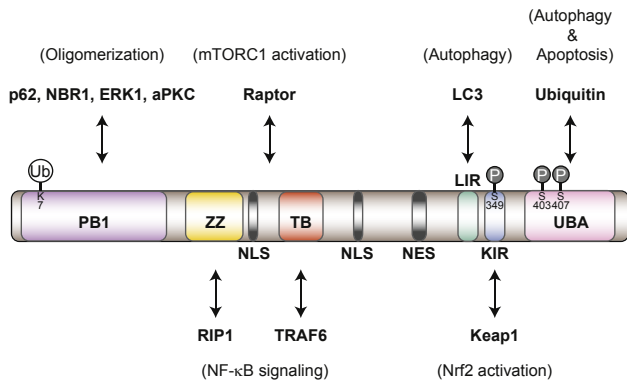 (Autophagy
&
Apoptosis)
(Oligomerization) (mTORC1 activation) (Autophagy)
p62, NBR1, ERK1, aPKC Raptor LC3 Ubiquitin
Ub P P P
LIR
K S S S
7 349 403 407
PB1 ZZ TB UBA
NLS NLS NES KIR
RIP1 TRAF6 Keap1
(NF-κB signaling) (Nrf2 activation)